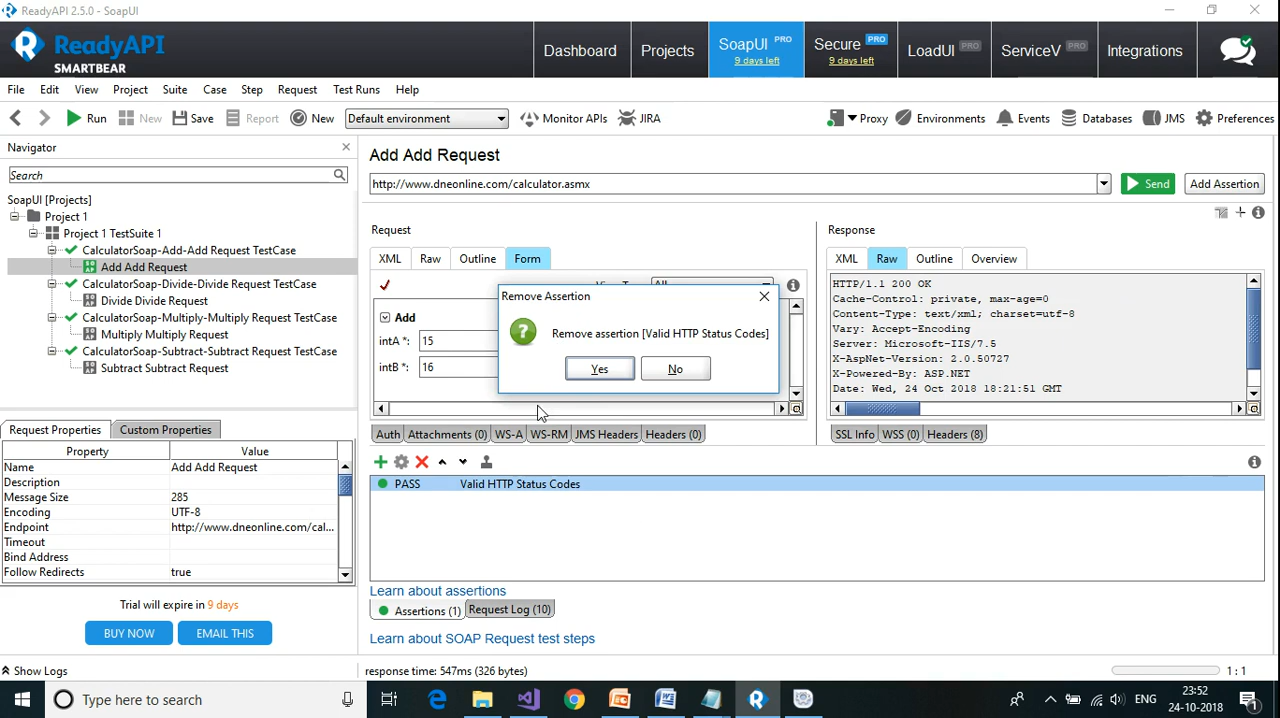 ReadyAPI 2.5.0 - SoapUI
ReadyAPI
SMARTBEAR
Dashboard
Projects
SoapUI PRO
9 days left
Secure PRO
9 days left
LoadUI PRO
ServiceV PRO
Integrations
File Edit View Project Suite Case Step Request Test Runs Help
Run New Save Report New Default environment Monitor APIs JIRA Proxy Environments Events Databases JMS Preferences
Navigator
Search
SoapUI [Projects]
Project 1
Project 1 TestSuite 1
CalculatorSoap-Add-Add Request TestCase
Add Add Request
CalculatorSoap-Divide-Divide Request TestCase
Divide Divide Request
CalculatorSoap-Multiply-Multiply Request TestCase
Multiply Multiply Request
CalculatorSoap-Subtract-Subtract Request TestCase
Subtract Subtract Request
Request Properties Custom Properties
Property Value
Name Add Add Request
Description
Message Size 285
Encoding UTF-8
Endpoint http://www.dneonline.com/cal...
Timeout
Bind Address
Follow Redirects true
Trial will expire in 9 days
BUY NOW EMAIL THIS
Show Logs
Add Add Request
http://www.dneonline.com/calculator.asmx
Send
Add Assertion
Request
XML Raw Outline Form
Add
intA *: 15
intB *: 16
Remove Assertion
Remove assertion [Valid HTTP Status Codes]
Yes No
Auth Attachments (0) WS-A WS-RM JMS Headers Headers (0)
Response
XML Raw Outline Overview
HTTP/1.1 200 OK
Cache-Control: private, max-age=0
Content-Type: text/xml; charset=utf-8
Vary: Accept-Encoding
Server: Microsoft-IIS/7.5
X-AspNet-Version: 2.0.50727
X-Powered-By: ASP.NET
Date: Wed, 24 Oct 2018 18:21:51 GMT
SSL Info WSS (0) Headers (8)
PASS Valid HTTP Status Codes
Learn about assertions
Assertions (1) Request Log (10)
Learn about SOAP Request test steps
response time: 547ms (326 bytes)
1 : 1
Type here to search
ENG
23:52
24-10-2018
1